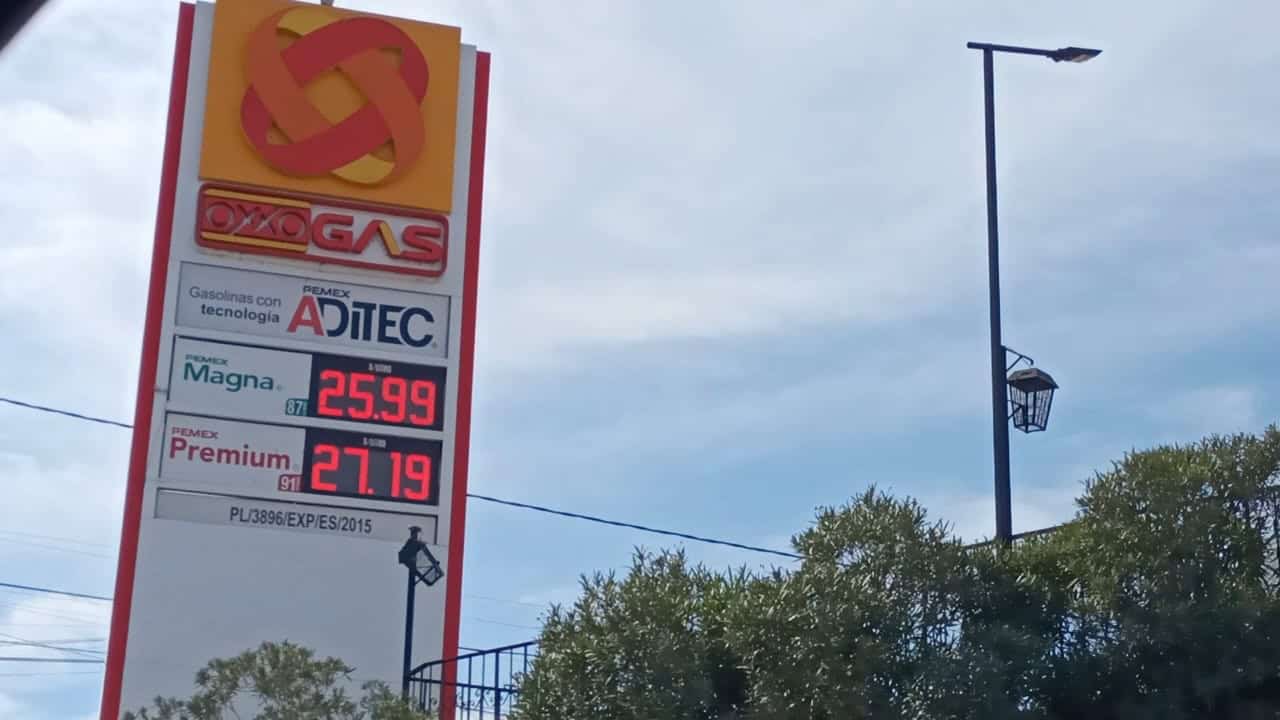 OXXO GAS
Gasolinas con
tecnología
PEMEX
ADITEC
PEMEX
Magna
87
25.99
PEMEX
Premium
91
27.19
PL/3896/EXP/ES/2015